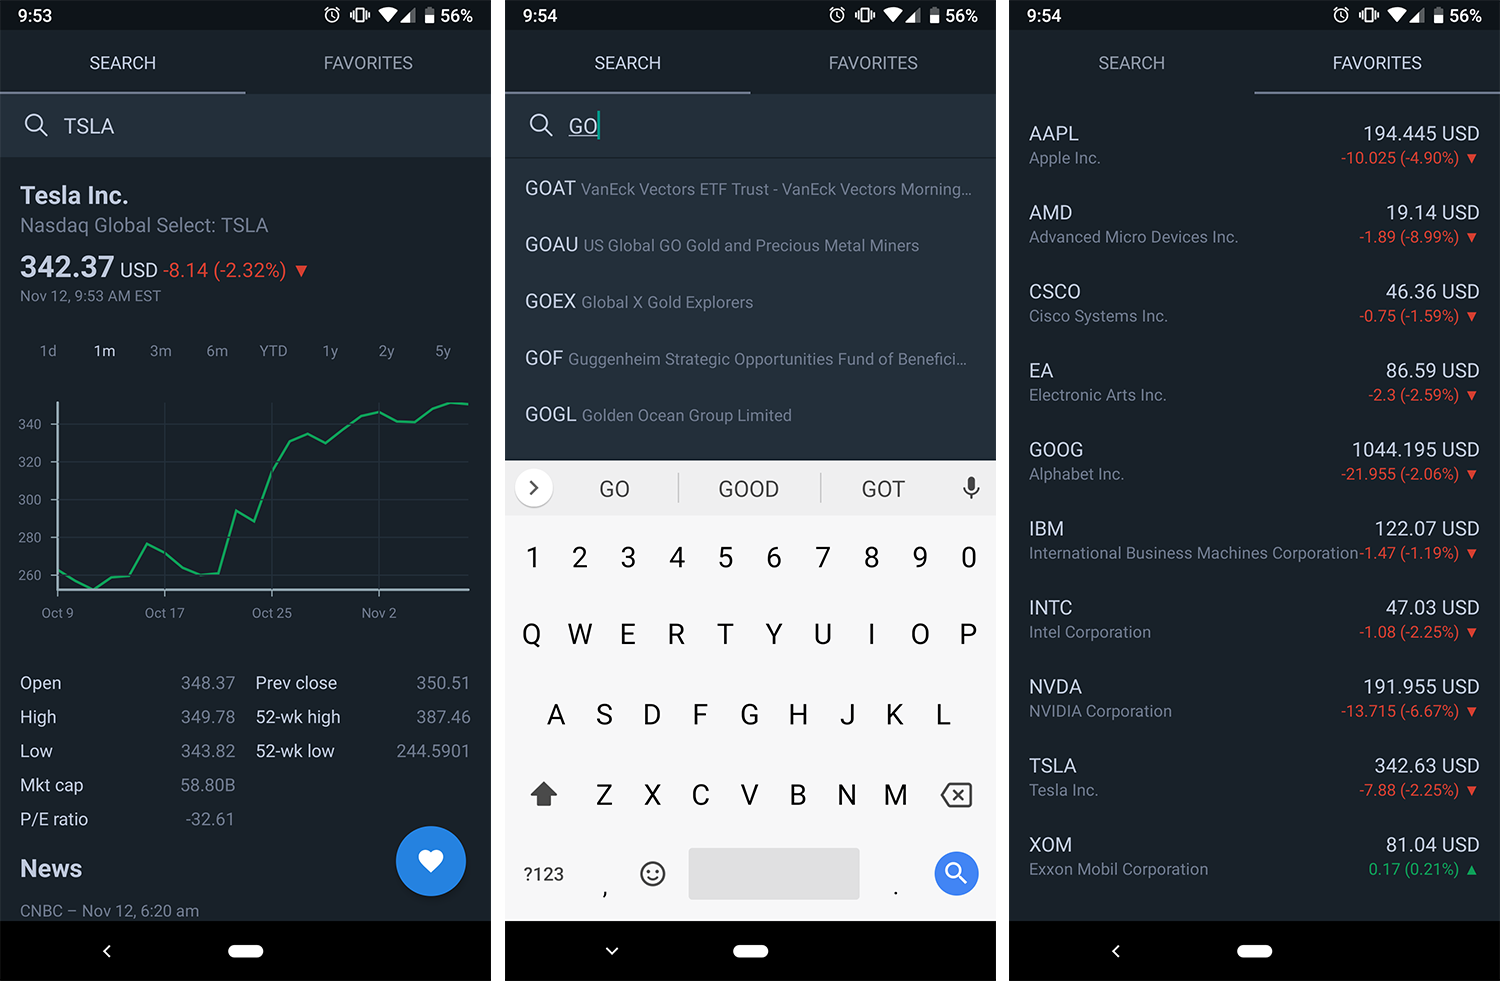 9:53 56%
SEARCH FAVORITES
TSLA
Tesla Inc.
Nasdaq Global Select: TSLA
342.37 USD -8.14 (-2.32%) ▼
Nov 12, 9:53 AM EST
1d 1m 3m 6m YTD 1y 2y 5y
340
320
300
280
260
Oct 9 Oct 17 Oct 25 Nov 2
Open 348.37 Prev close 350.51
High 349.78 52-wk high 387.46
Low 343.82 52-wk low 244.5901
Mkt cap 58.80B
P/E ratio -32.61
News
CNBC – Nov 12, 6:20 am
9:54 56%
SEARCH FAVORITES
GO
GOAT VanEck Vectors ETF Trust - VanEck Vectors Morning...
GOAU US Global GO Gold and Precious Metal Miners
GOEX Global X Gold Explorers
GOF Guggenheim Strategic Opportunities Fund of Benefici...
GOGL Golden Ocean Group Limited
GO GOOD GOT
1 2 3 4 5 6 7 8 9 0
Q W E R T Y U I O P
A S D F G H J K L
Z X C V B N M
?123 , .
9:54 56%
SEARCH FAVORITES
AAPL 194.445 USD
Apple Inc. -10.025 (-4.90%) ▼
AMD 19.14 USD
Advanced Micro Devices Inc. -1.89 (-8.99%) ▼
CSCO 46.36 USD
Cisco Systems Inc. -0.75 (-1.59%) ▼
EA 86.59 USD
Electronic Arts Inc. -2.3 (-2.59%) ▼
GOOG 1044.195 USD
Alphabet Inc. -21.955 (-2.06%) ▼
IBM 122.07 USD
International Business Machines Corporation -1.47 (-1.19%) ▼
INTC 47.03 USD
Intel Corporation -1.08 (-2.25%) ▼
NVDA 191.955 USD
NVIDIA Corporation -13.715 (-6.67%) ▼
TSLA 342.63 USD
Tesla Inc. -7.88 (-2.25%) ▼
XOM 81.04 USD
Exxon Mobil Corporation 0.17 (0.21%) ▲